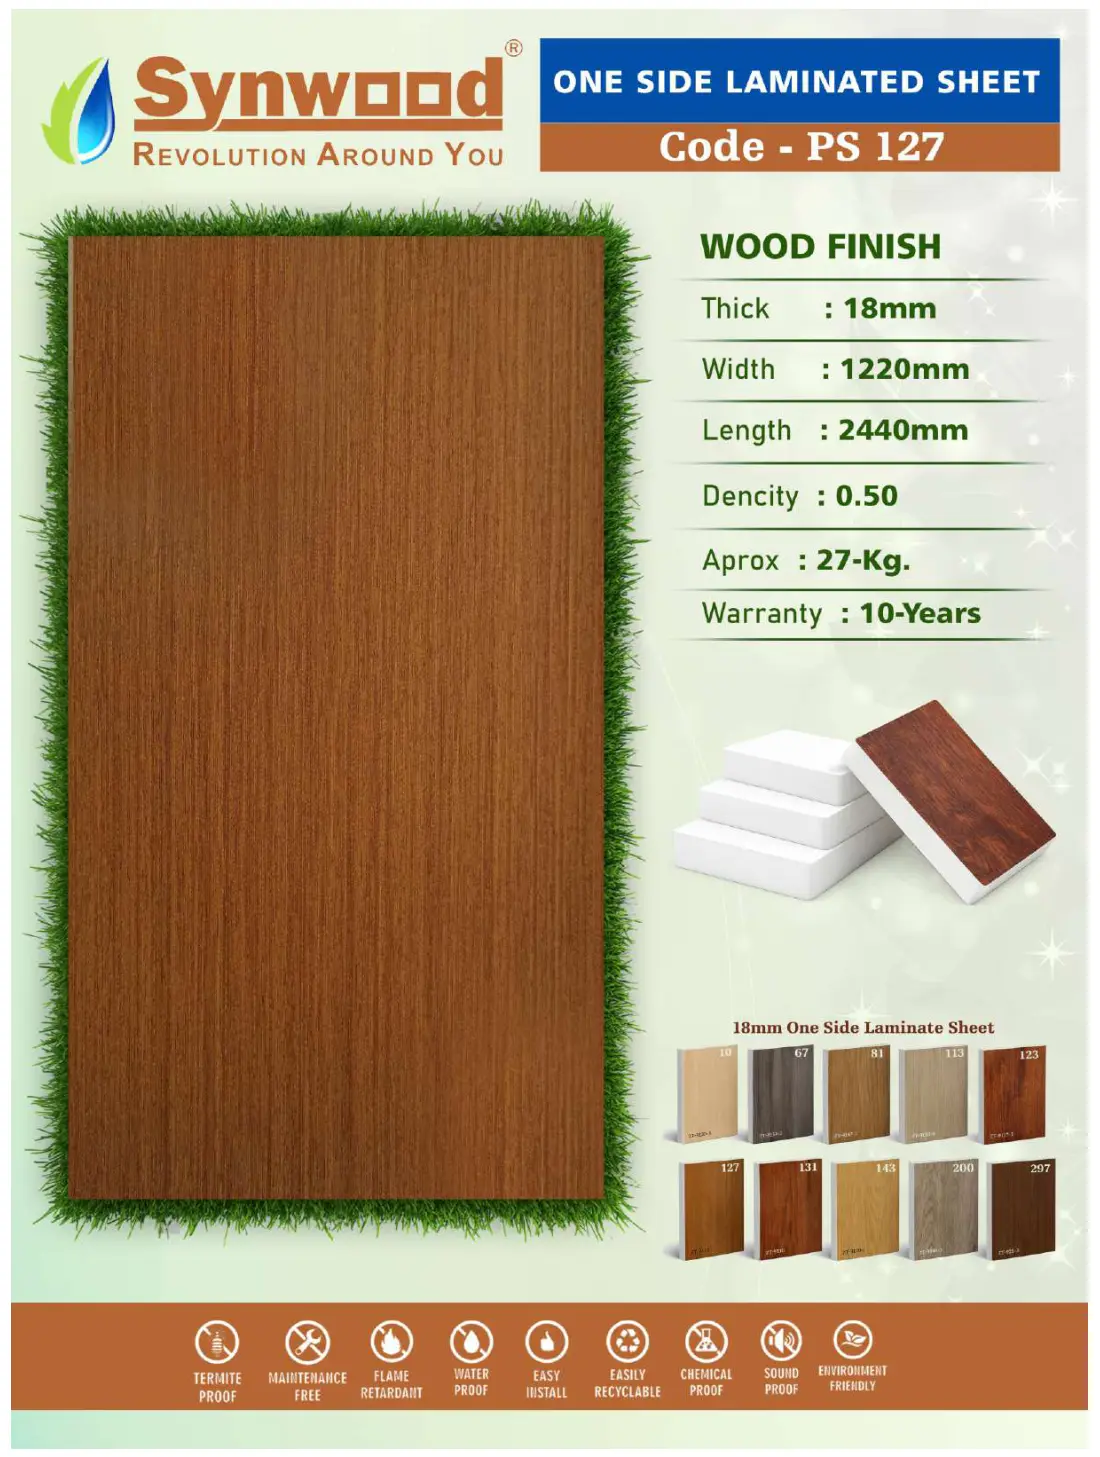 Synwood ®
REVOLUTION AROUND YOU
ONE SIDE LAMINATED SHEET
Code - PS 127
WOOD FINISH
Thick : 18mm
Width : 1220mm
Length : 2440mm
Dencity : 0.50
Aprox : 27-Kg.
Warranty : 10-Years
18mm One Side Laminate Sheet
10 67 81 113 123
127 131 143 200 297
TERMITE
PROOF
MAINTENANCE
FREE
FLAME
RETARDANT
WATER
PROOF
EASY
INSTALL
EASILY
RECYCLABLE
CHEMICAL
PROOF
SOUND
PROOF
ENVIRONMENT
FRIENDLY